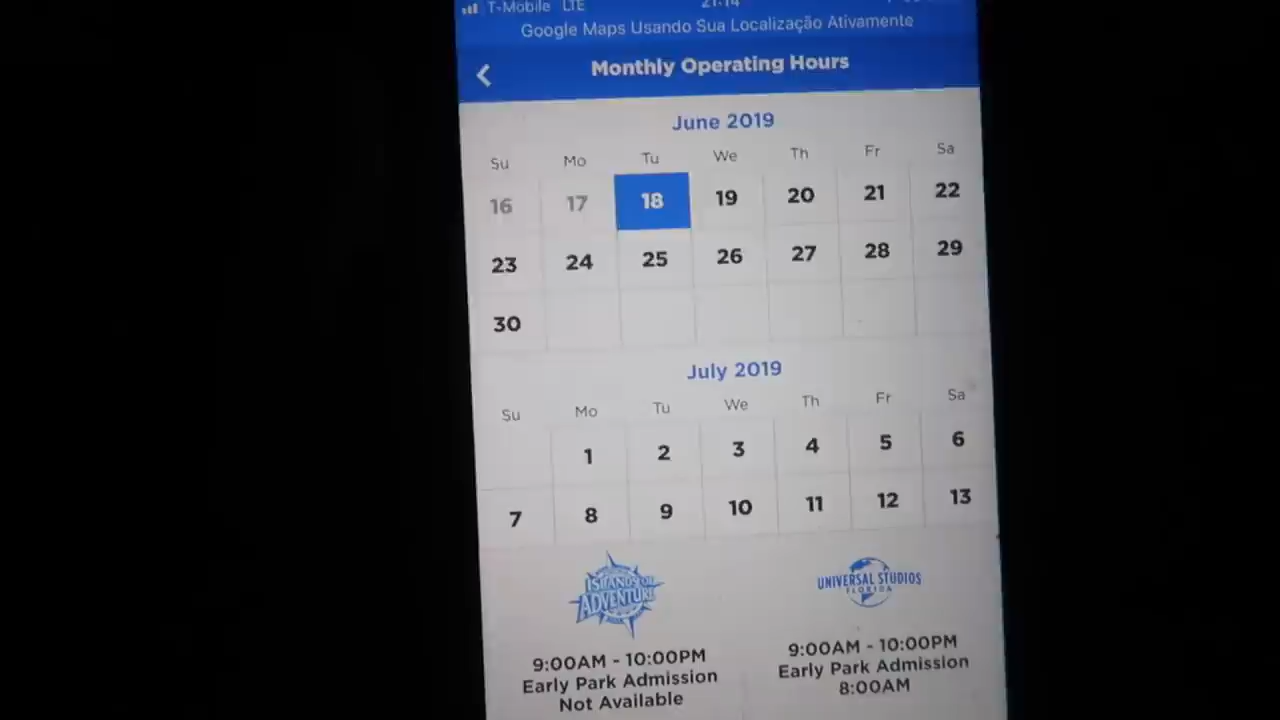 T-Mobile LTE 21:14
Google Maps Usando Sua Localização Ativamente
Monthly Operating Hours
June 2019
Su Mo Tu We Th Fr Sa
16 17 18 19 20 21 22
23 24 25 26 27 28 29
30
July 2019
Su Mo Tu We Th Fr Sa
1 2 3 4 5 6
7 8 9 10 11 12 13
ISLANDS OF
ADVENTURE
9:00AM - 10:00PM
Early Park Admission
Not Available
UNIVERSAL STUDIOS
FLORIDA
9:00AM - 10:00PM
Early Park Admission
8:00AM